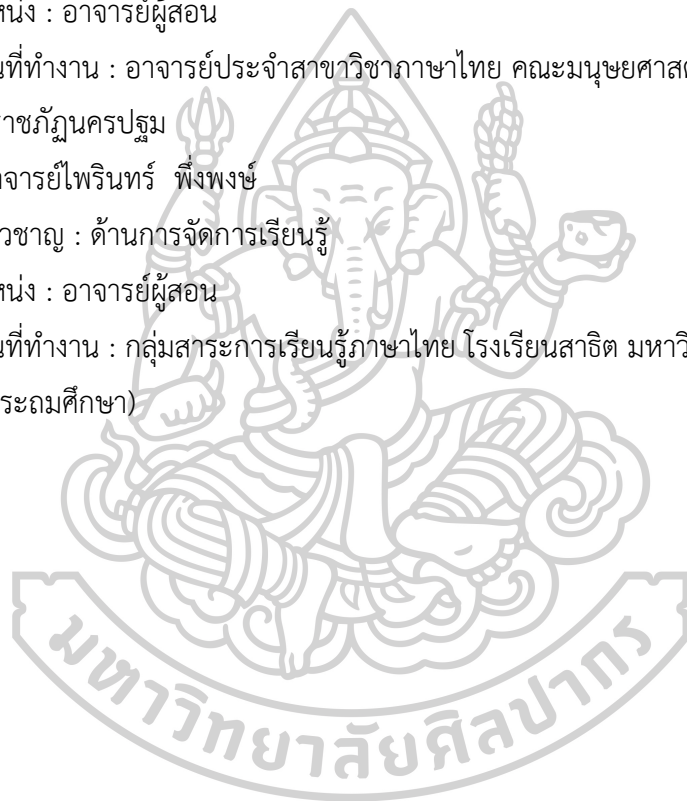 หน่ง : อาจารย์ผู้สอน
นที่ทำงาน : อาจารย์ประจำสาขาวิชาภาษาไทย คณะมนุษยศาสต
ราชภัฏนครปฐม
าจารย์ไพรินทร์ พึ่งพงษ์
วชาญ : ด้านการจัดการเรียนรู้
หน่ง : อาจารย์ผู้สอน
นที่ทำงาน : กลุ่มสาระการเรียนรู้ภาษาไทย โรงเรียนสาธิต มหาวิ
ระถมศึกษา)
มหาวิทยาลัยศิลปากร